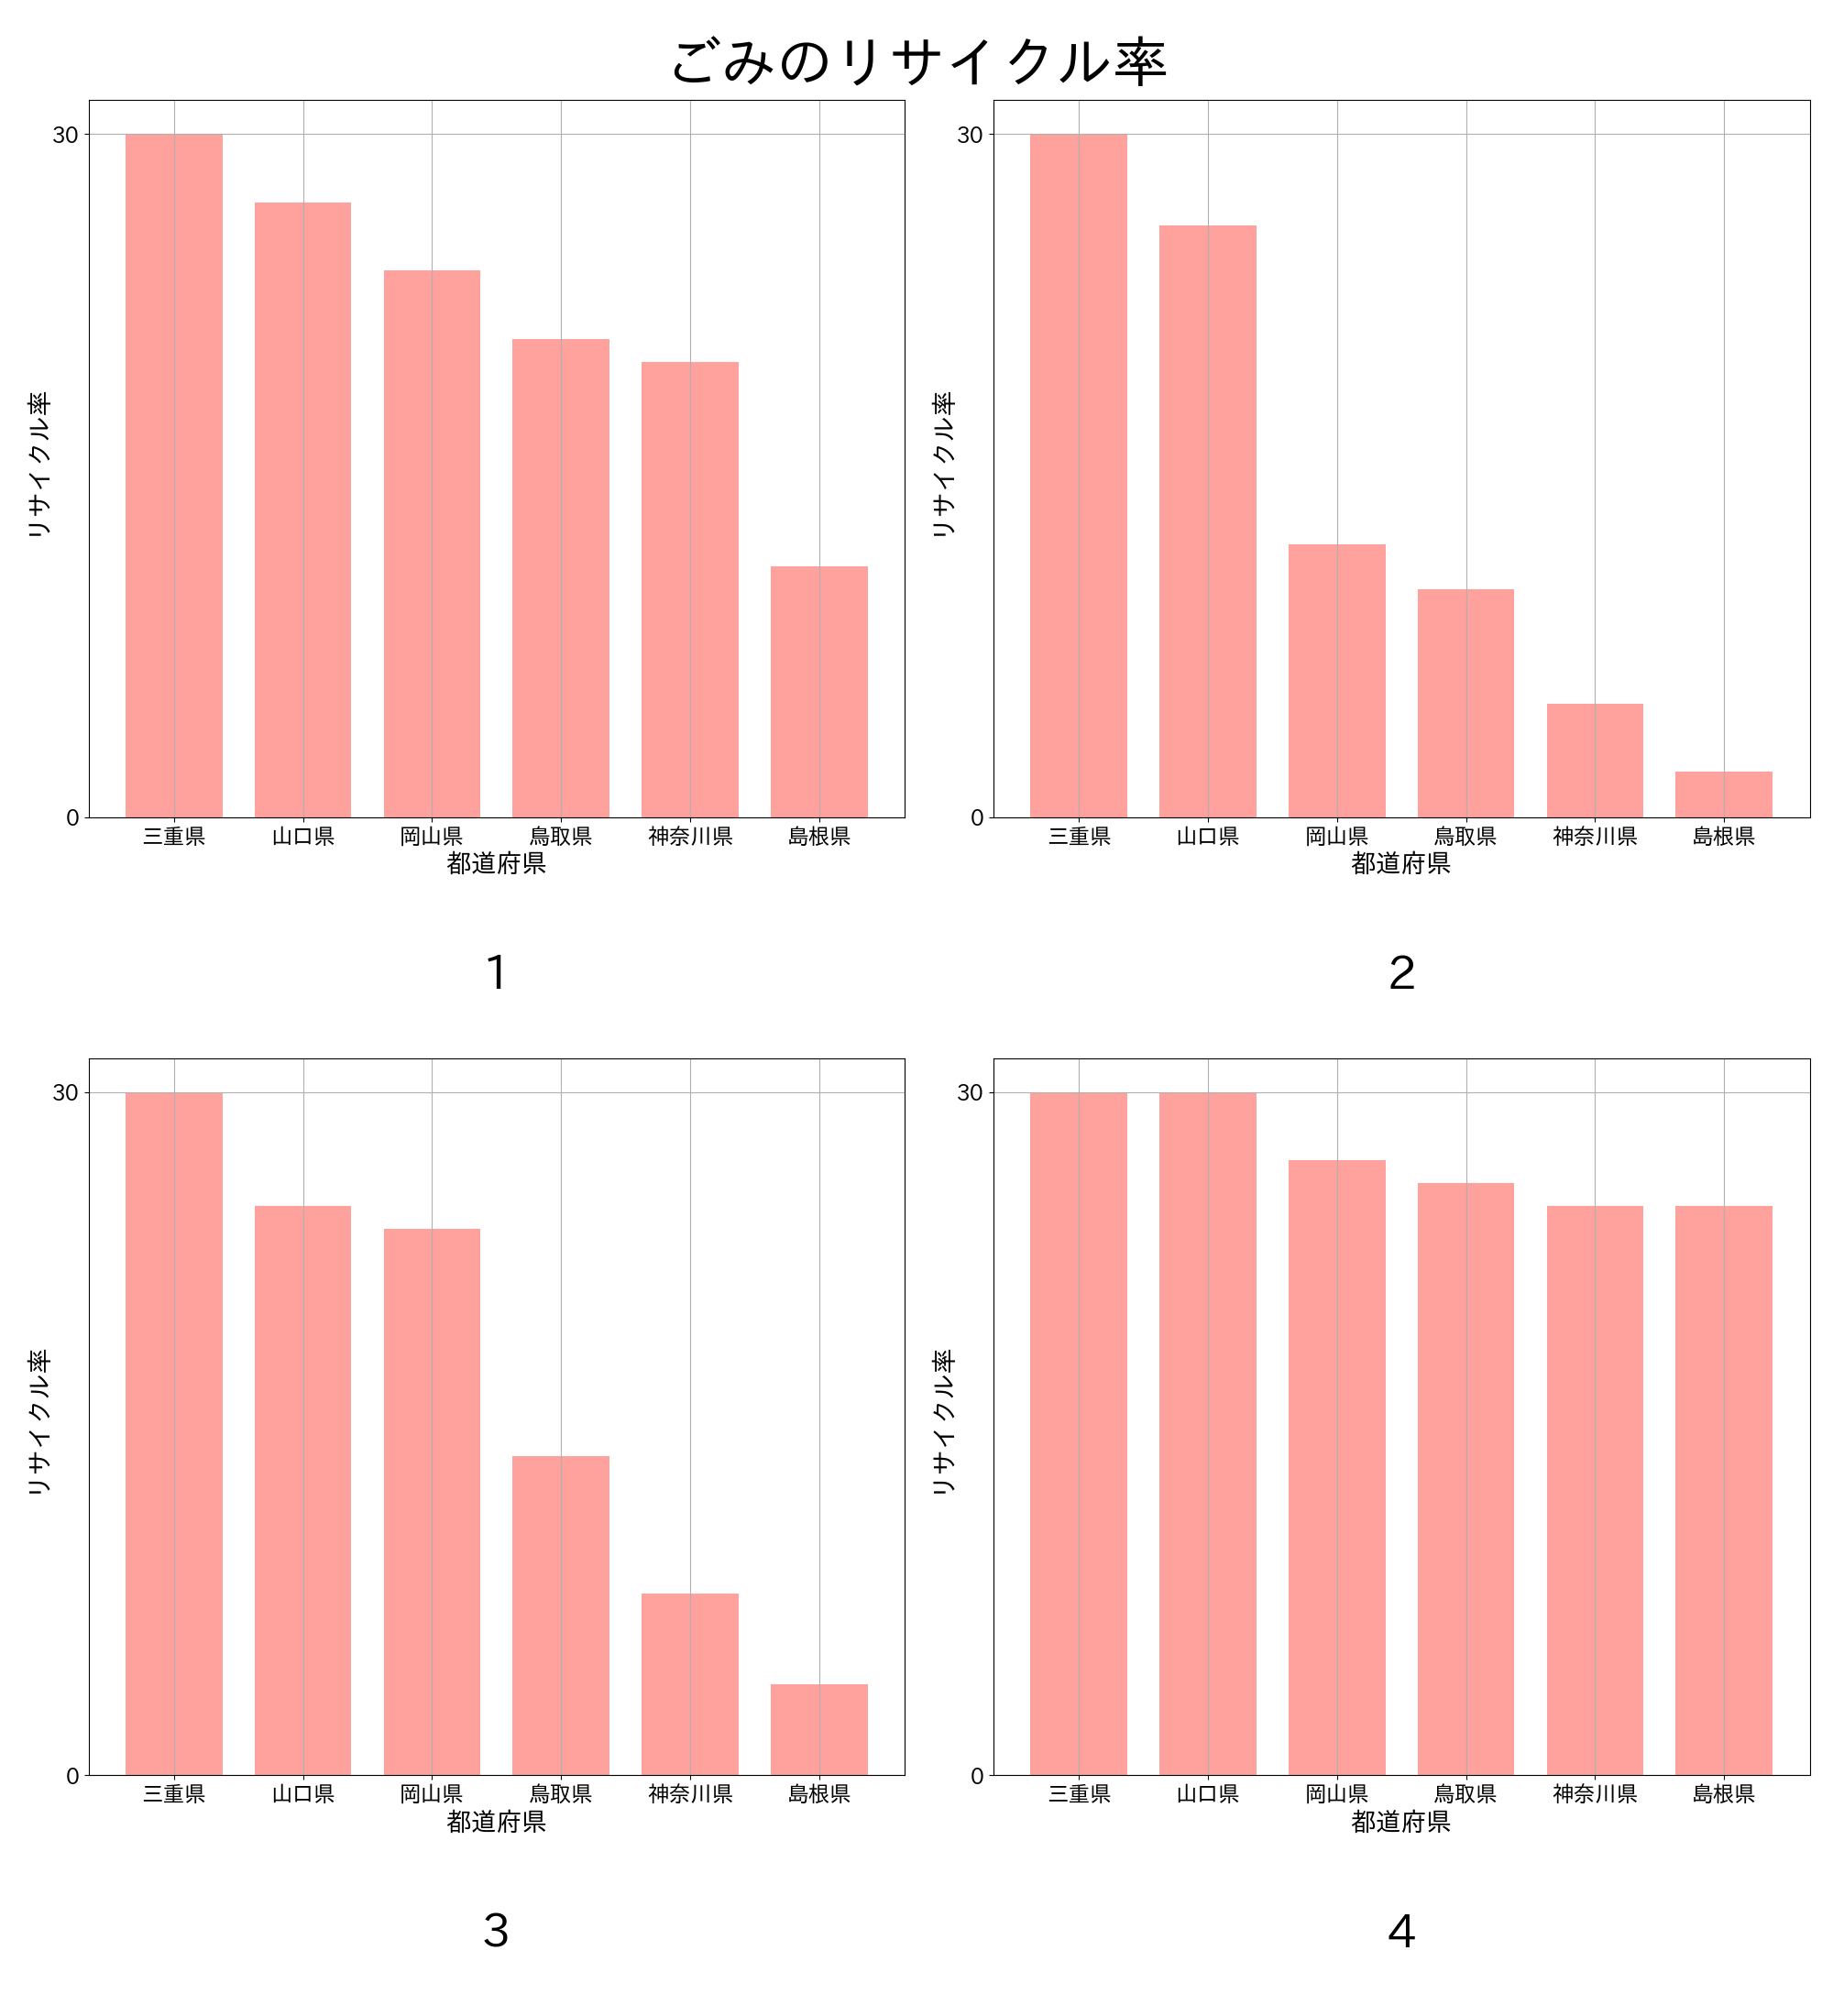 ごみのリサイクル率
30
0
リサイクル率
三重県 山口県 岡山県 鳥取県 神奈川県 島根県
都道府県
1
30
0
リサイクル率
三重県 山口県 岡山県 鳥取県 神奈川県 島根県
都道府県
2
30
0
リサイクル率
三重県 山口県 岡山県 鳥取県 神奈川県 島根県
都道府県
3
30
0
リサイクル率
三重県 山口県 岡山県 鳥取県 神奈川県 島根県
都道府県
4